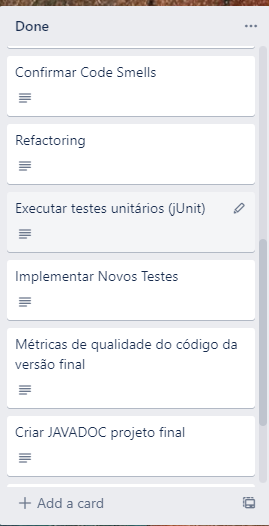 Done
Confirmar Code Smells
Refactoring
Executar testes unitários (jUnit)
Implementar Novos Testes
Métricas de qualidade do código da
versão final
Criar JAVADOC projeto final
Add a card